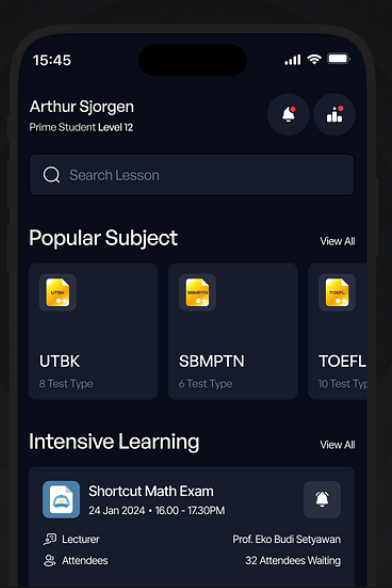 15:45
Arthur Sjorgen
Prime Student Level 12
Search Lesson
Popular Subject
View All
UTBK
SBMPTN
TOEFL
UTBK
SBMPTN
TOEFL
8 Test Type
6 Test Type
10 Test Typ
Intensive Learning
View All
Shortcut Math Exam
24 Jan 2024 • 16.00 - 17.30PM
Lecturer
Prof. Eko Budi Setyawan
Attendees
32 Attendees Waiting